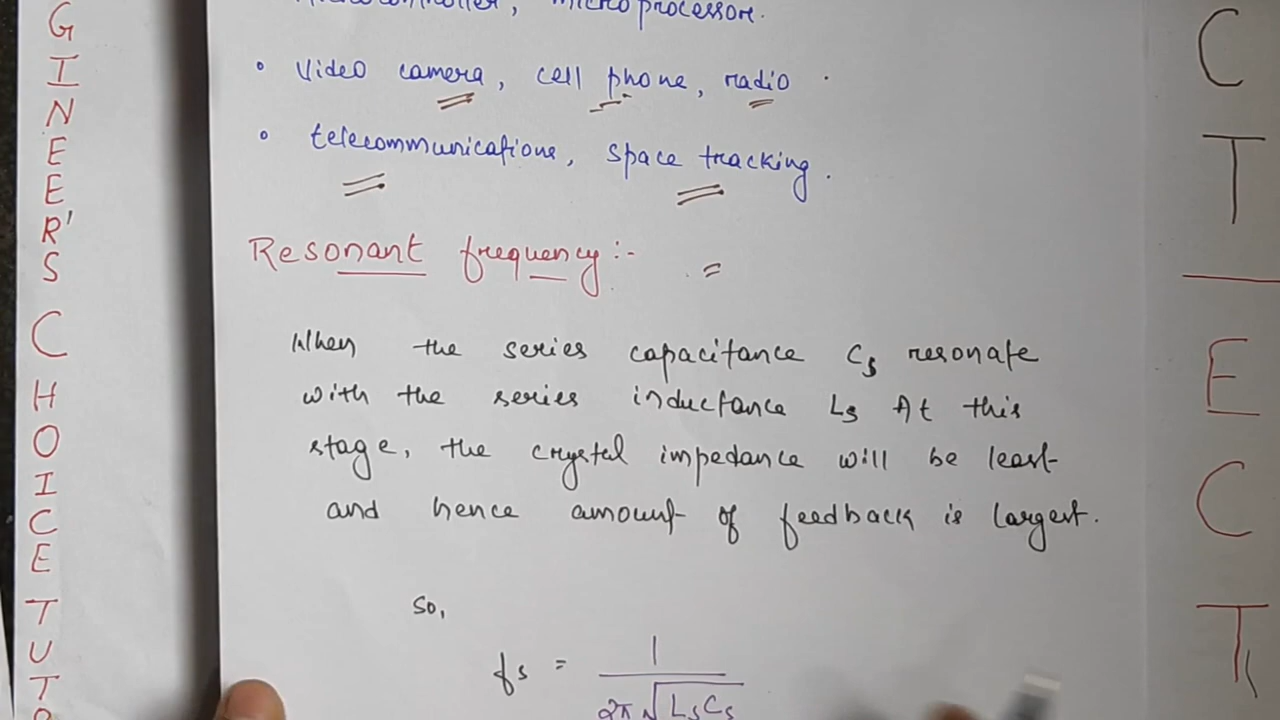 G
I
N
E
E
R'
S
C
H
O
I
C
E
T
U
T
microprocessore.
• Video camera, cell phone, radio .
• telecommunications, space tracking.
Resonant frequency:- =
When the series capacitance Cs resonate
with the series inductance Ls At this
stage, the crystal impedance will be least
and hence amount of feedback is largest.
So,
fs = 1 / 2π√LsCs
C
T
E
C
T